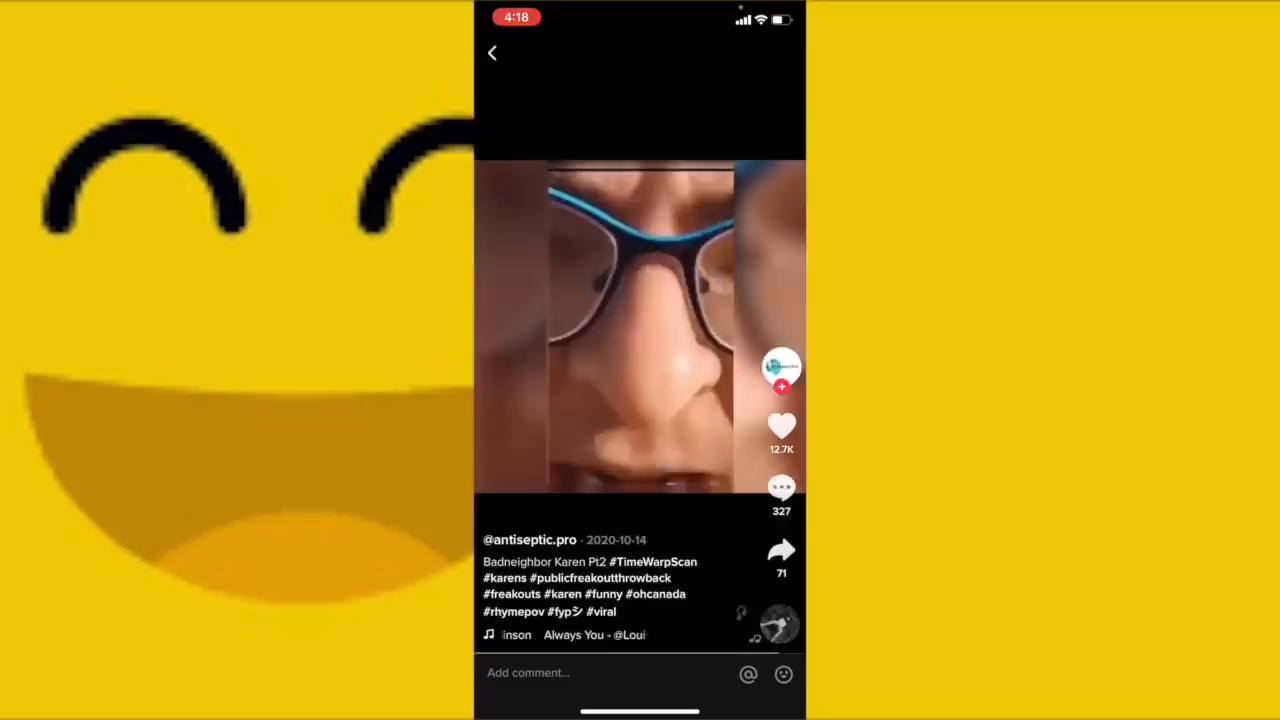 4:18
12.7K
327
@antiseptic.pro · 2020-10-14
71
Badneighbor Karen Pt2 #TimeWarpScan
#karens #publicfreakoutthrowback
#freakouts #karen #funny #ohcanada
#rhymepov #fypシ #viral
inson Always You - @Loui
Add comment...